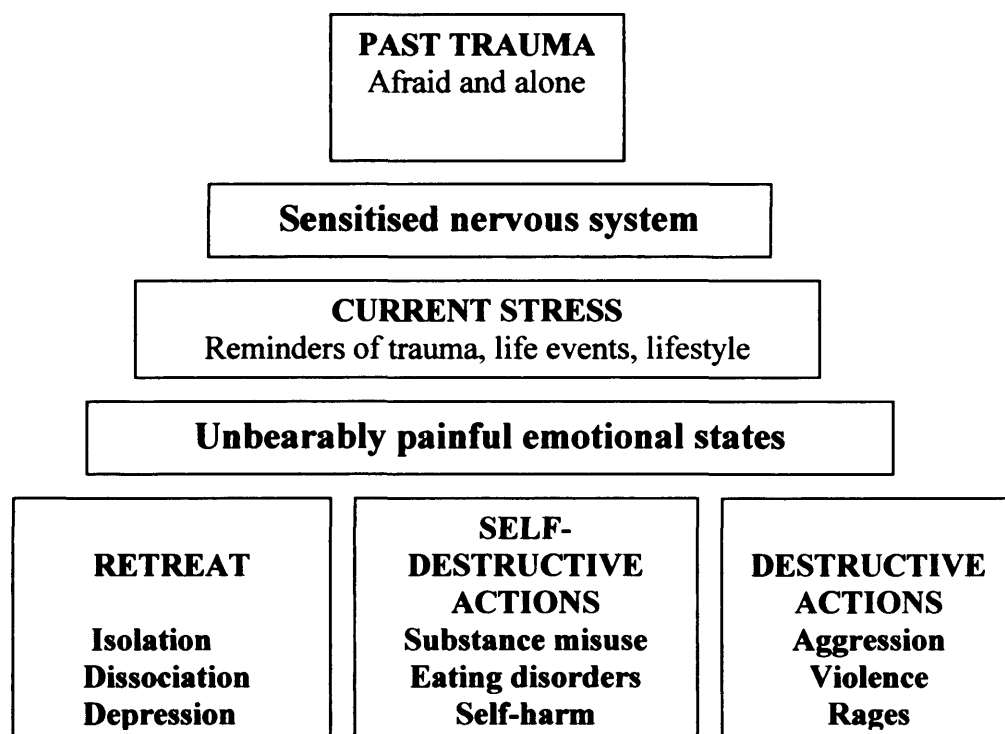 PAST TRAUMA
Afraid and alone
Sensitised nervous system
CURRENT STRESS
Reminders of trauma, life events, lifestyle
Unbearably painful emotional states
RETREAT
Isolation
Dissociation
Depression
SELF-
DESTRUCTIVE
ACTIONS
Substance misuse
Eating disorders
Self-harm
DESTRUCTIVE
ACTIONS
Aggression
Violence
Rages